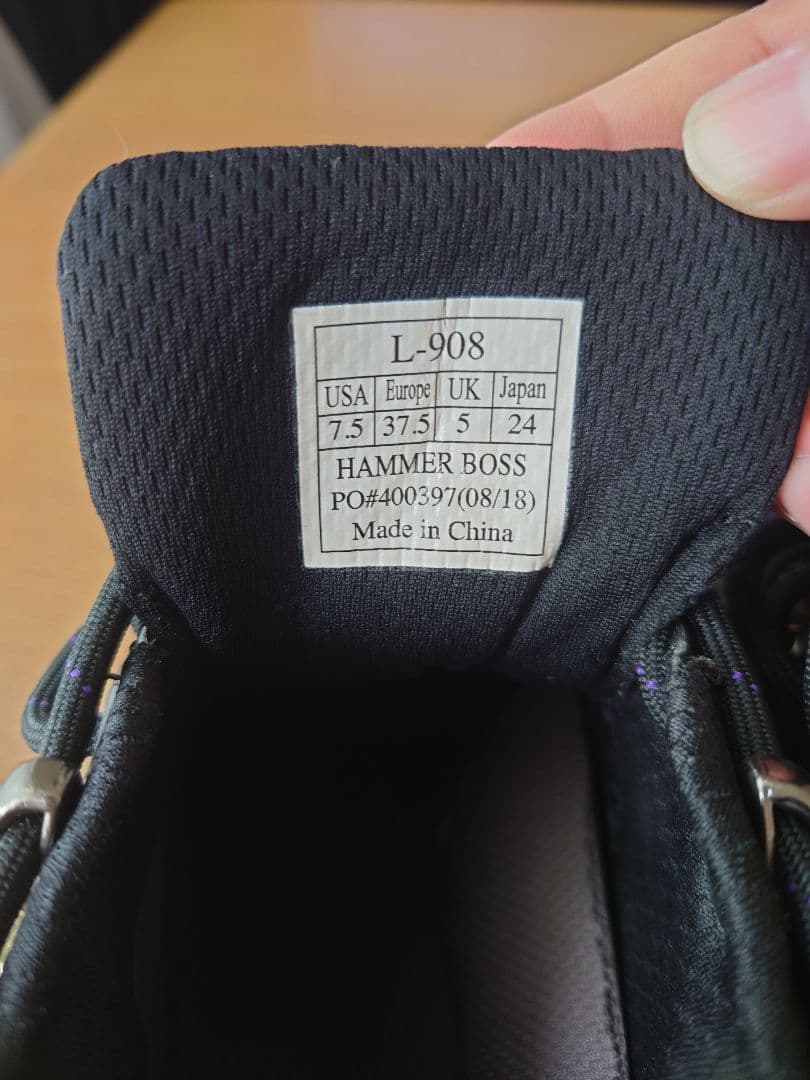 L-908
USA Europe UK Japan
7.5 37.5 5 24
HAMMER BOSS
PO#400397(08/18)
Made in China